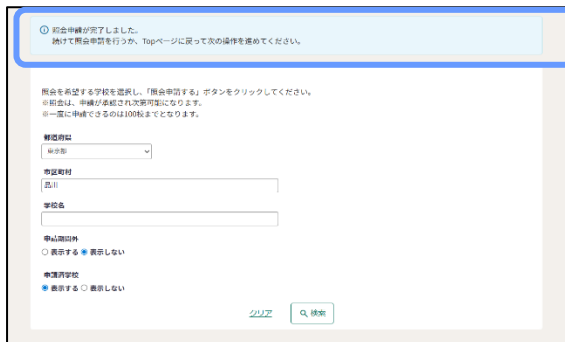 照会申請が完了しました。
続けて照会申請を行うか、Topページに戻って次の操作を進めてください。
照会を希望する学校を選択し、「照会申請する」ボタンをクリックしてください。
※照会は、申請が承認され次第可能になります。
※一度に申請できるのは100校までとなります。
都道府県
東京都
市区町村
品川
学校名
申請期間外
表示する 表示しない
申請済学校
表示する 表示しない
クリア 検索